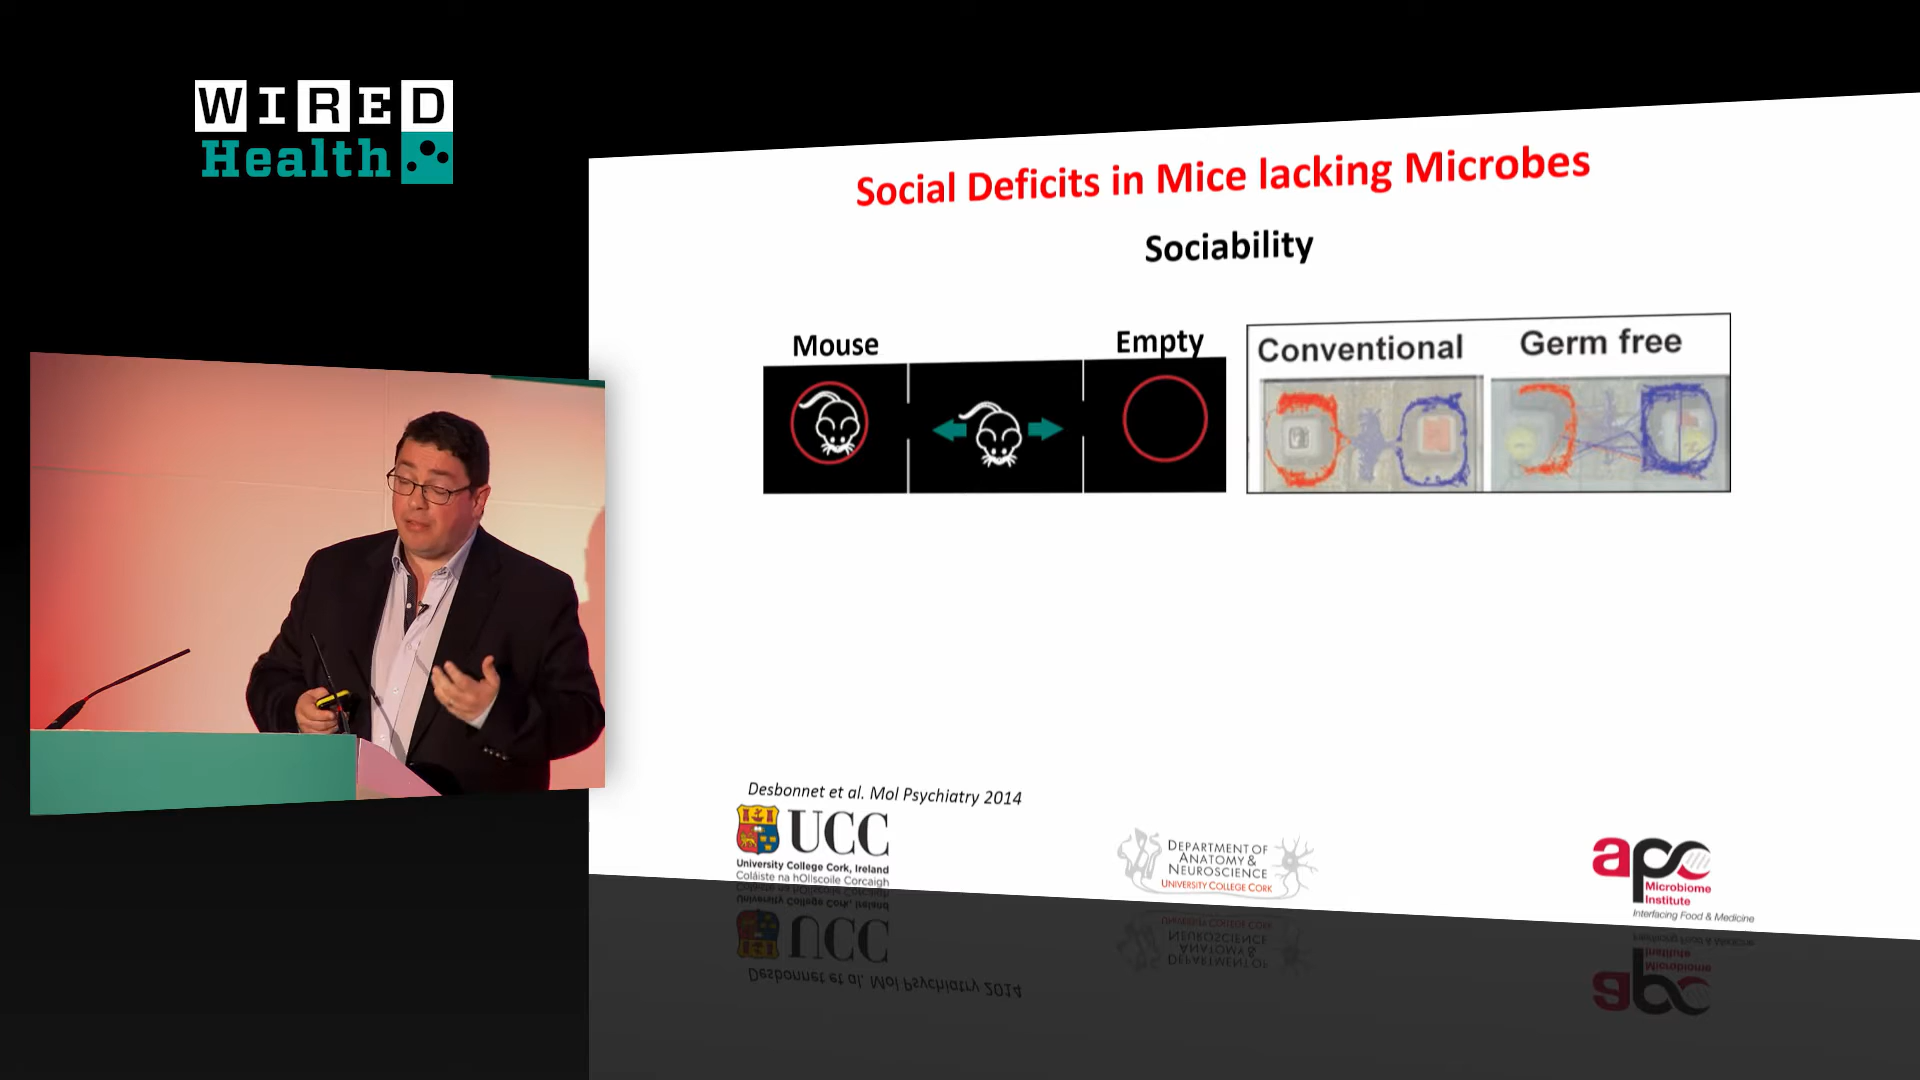 WIRED
Health
Social Deficits in Mice lacking Microbes
Sociability
Mouse
Empty
Conventional
Germ free
Desbonnet et al. Mol Psychiatry 2014
UCC
University College Cork, Ireland
Coláiste na hOllscoile Corcaigh
DEPARTMENT OF
ANATOMY &
NEUROSCIENCE
UNIVERSITY COLLEGE CORK
apc
Microbiome
Institute
Interfacing Food & Medicine